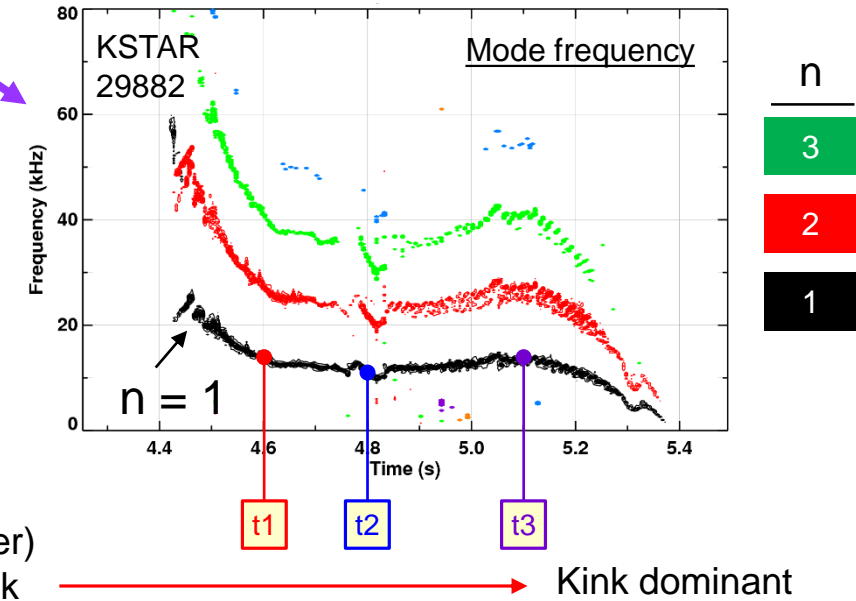 KSTAR
29882
Mode frequency
n
3
2
1
80
60
40
20
0
Frequency (kHz)
n = 1
4.4
4.6
4.8
5.0
5.2
5.4
Time (s)
t1
t2
t3
Kink dominant